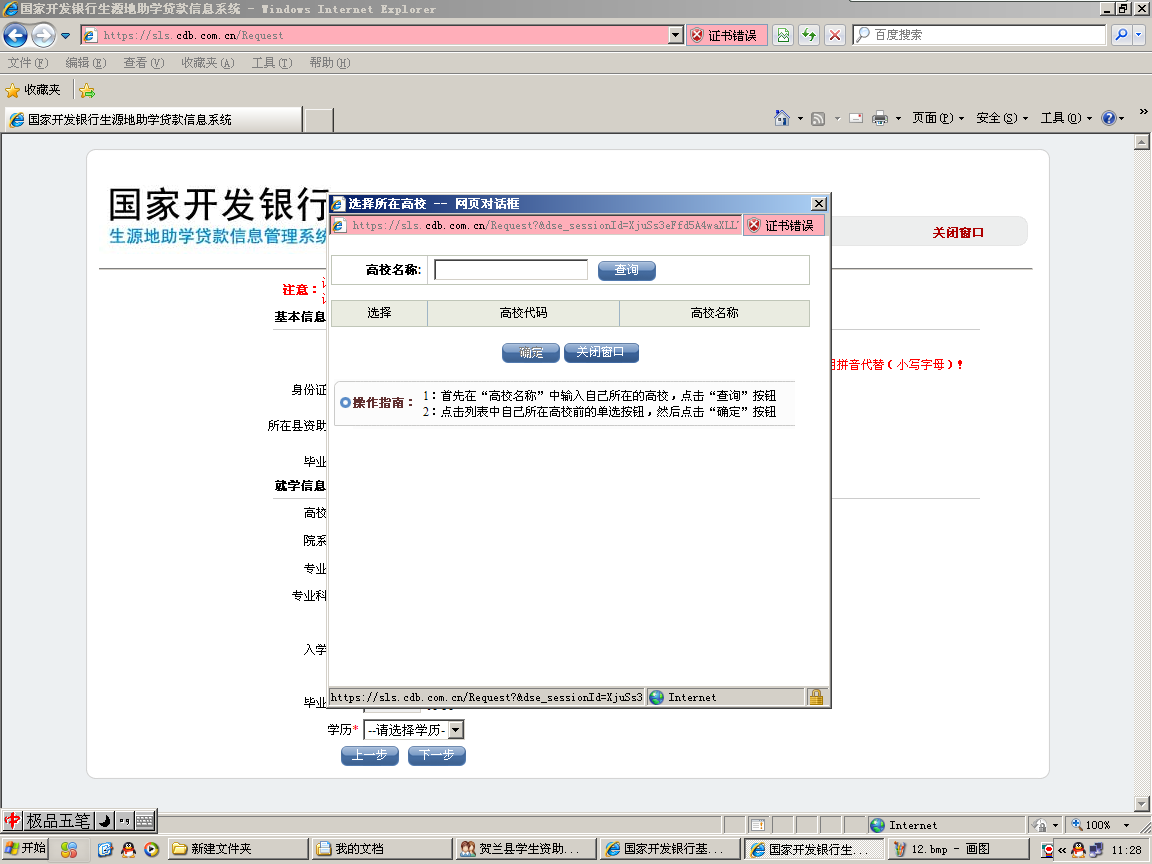 国家开发银行生源地助学贷款信息系统 - Windows Internet Explorer
https://sls.cdb.com.cn/Request
证书错误
百度搜索
文件(F) 编辑(E) 查看(V) 收藏夹(A) 工具(T) 帮助(H)
收藏夹
国家开发银行生源地助学贷款信息系统
页面(P) 安全(S) 工具(O)
国家开发银行
生源地助学贷款信息管理系统
关闭窗口
选择所在高校 -- 网页对话框
https://sls.cdb.com.cn/Request?&dse_sessionId=XjuSs3eFfd5A4waXLL
证书错误
高校名称: 查询
选择 高校代码 高校名称
确定 关闭窗口
操作指南：
1：首先在“高校名称”中输入自己所在的高校，点击“查询”按钮
2：点击列表中自己所在高校前的单选按钮，然后点击“确定”按钮
https://sls.cdb.com.cn/Request?&dse_sessionId=XjuSs3 Internet
注意：
基本信息
拼音代替（小写字母）！
身份证
所在县资助
毕业
就学信息
高校
院系
专业
专业科
入学
毕业
学历* --请选择学历-
上一步 下一步
中 极品五笔
Internet 100%
开始 新建文件夹 我的文档 贺兰县学生资助... 国家开发银行基... 国家开发银行生... 12.bmp - 画图 11:28